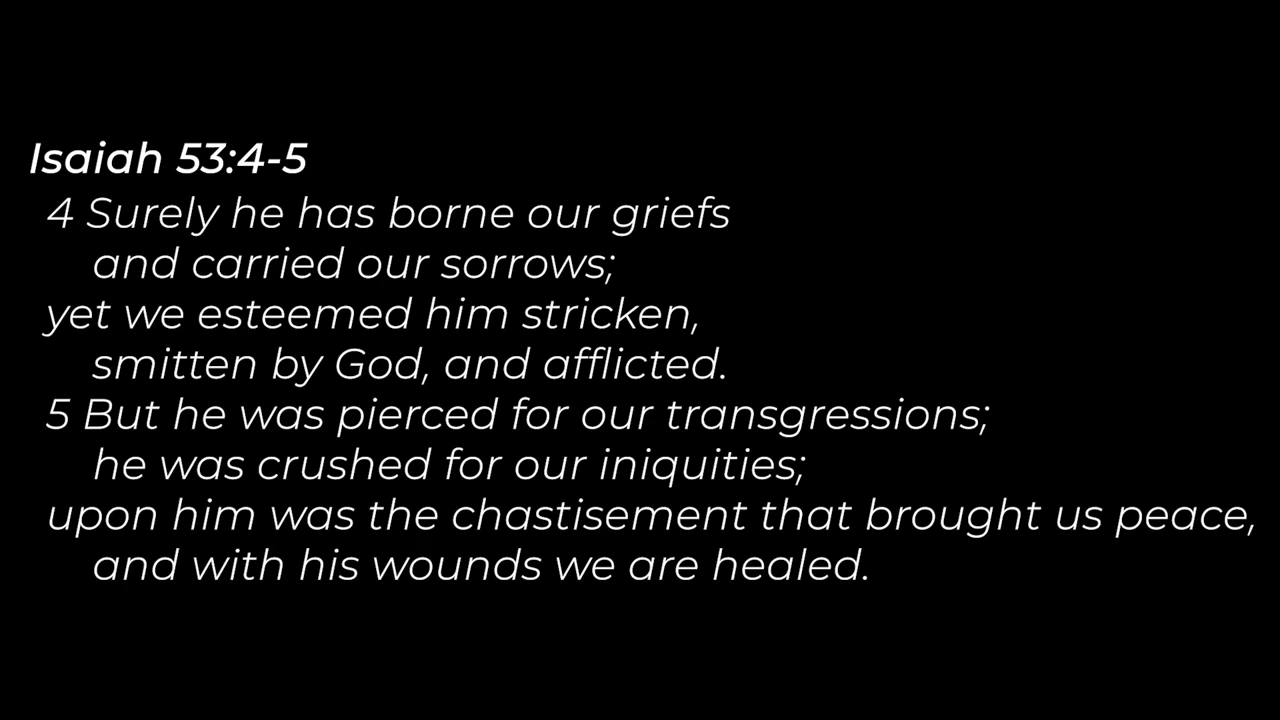 Isaiah 53:4-5
4 Surely he has borne our griefs
and carried our sorrows;
yet we esteemed him stricken,
smitten by God, and afflicted.
5 But he was pierced for our transgressions;
he was crushed for our iniquities;
upon him was the chastisement that brought us peace,
and with his wounds we are healed.